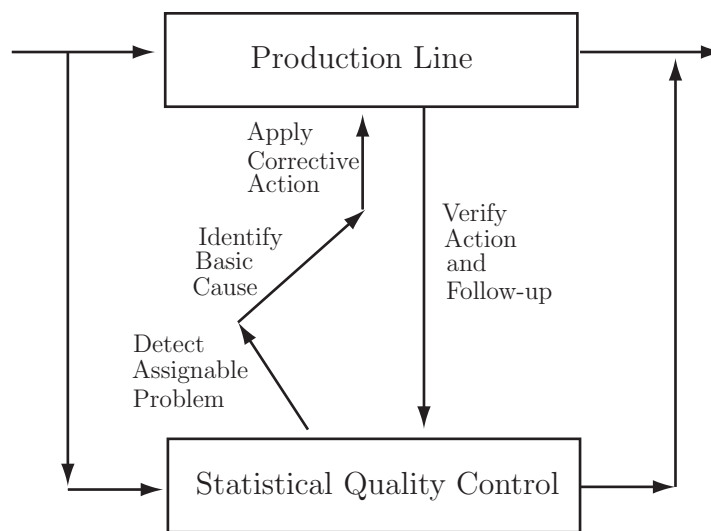 Production Line
Apply
Corrective
Action
Verify
Action
and
Follow-up
Identify
Basic
Cause
Detect
Assignable
Problem
Statistical Quality Control